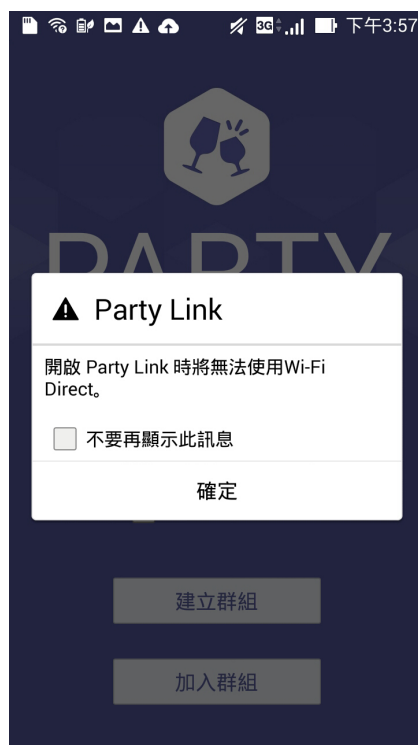 3G 下午3:57
PARTY
Party Link
開啟 Party Link 時將無法使用Wi-Fi
Direct。
不要再顯示此訊息
確定
建立群組
加入群組